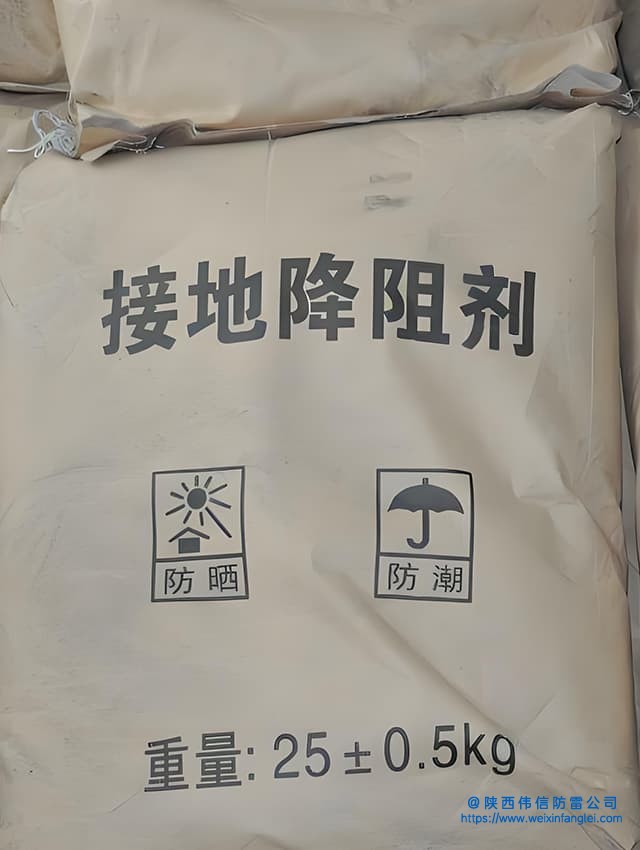 接地降阻剂
防晒
防潮
重量: 25±0.5kg
@陕西伟信防雷公司
https://www.weixinfanglei.com